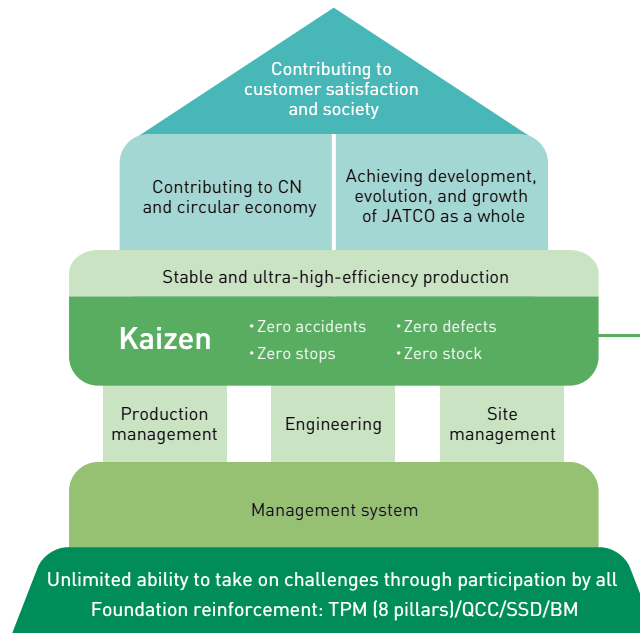 Contributing to
customer satisfaction
and society
Contributing to CN
and circular economy
Achieving development,
evolution, and growth
of JATCO as a whole
Stable and ultra-high-efficiency production
Kaizen
・Zero accidents
・Zero defects
・Zero stops
・Zero stock
Production
management
Engineering
Site
management
Management system
Unlimited ability to take on challenges through participation by all
Foundation reinforcement: TPM (8 pillars)/QCC/SSD/BM